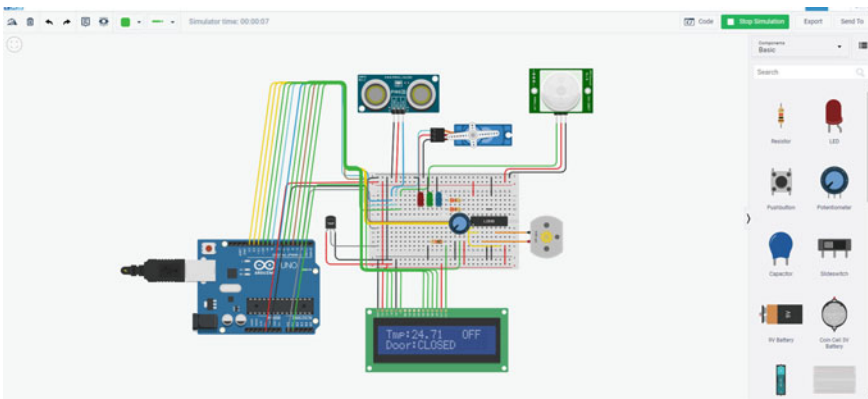 Simulator time: 00:00:07
Code
Stop Simulation
Export
Send To
Components
Basic
Search
Resistor
LED
Pushbutton
Potentiometer
Capacitor
Slideswitch
9V Battery
Coin Cell 3V
Battery
UNO
Tmp:24.71 OFF
Door:CLOSED